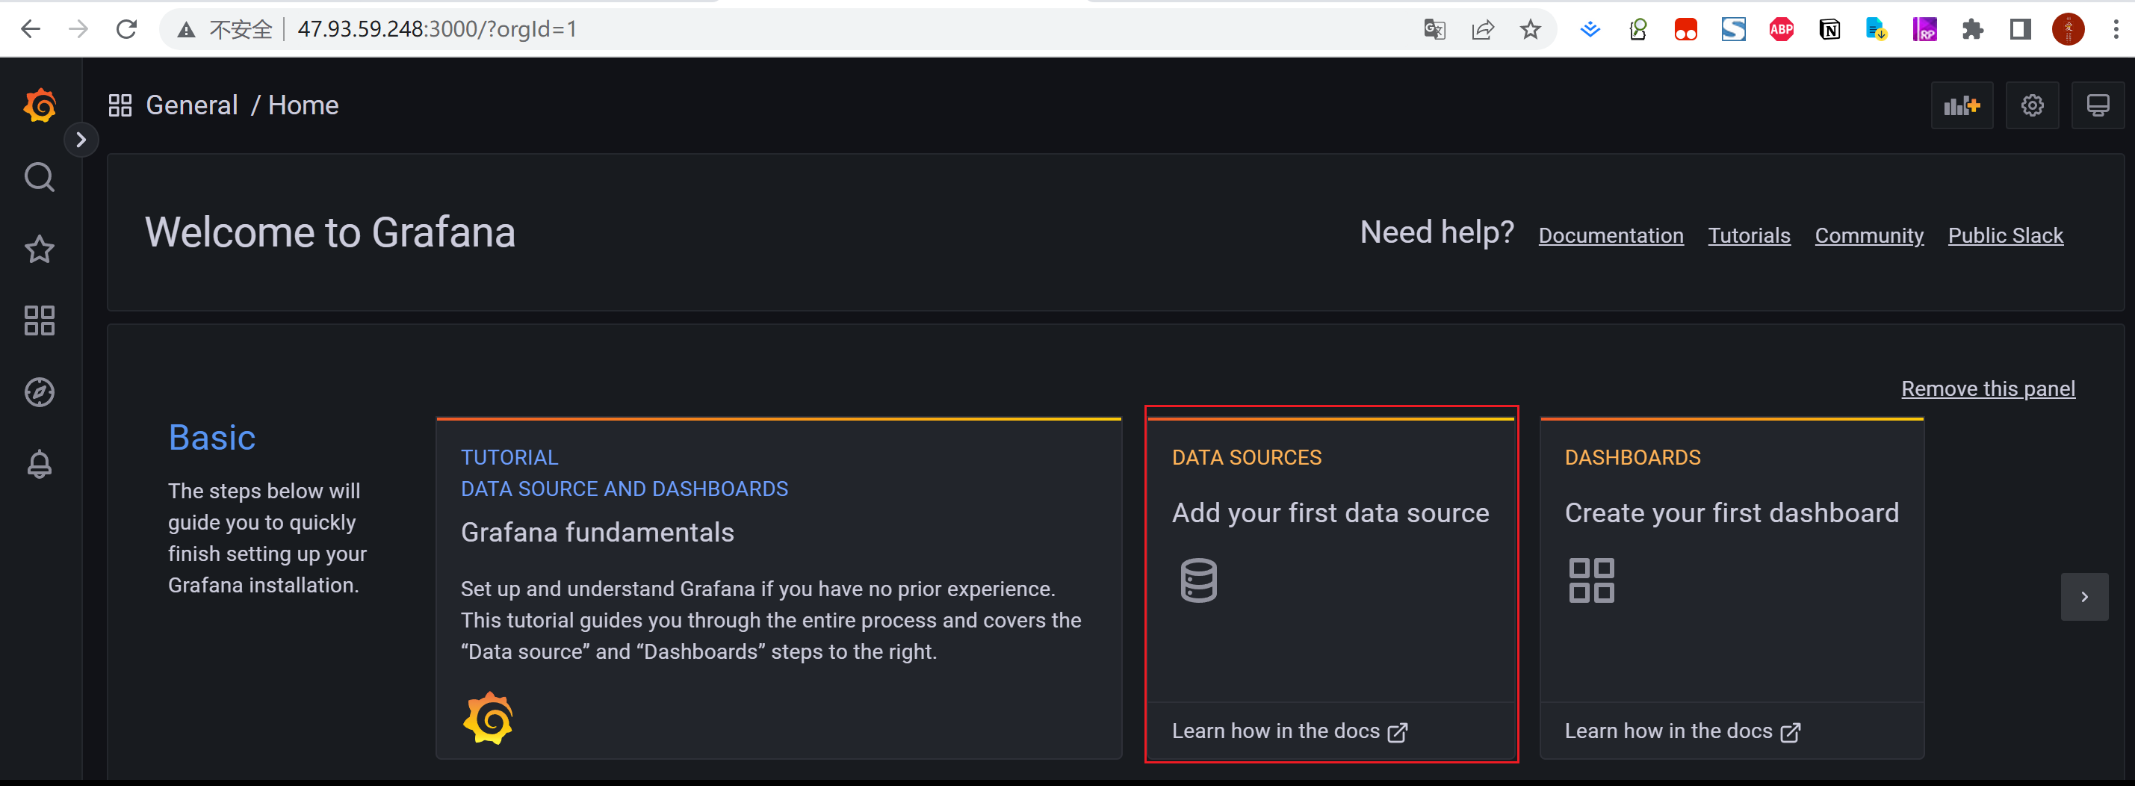 不安全 47.93.59.248:3000/?orgId=1
ABP
N
RP
General / Home
Welcome to Grafana
Need help? Documentation Tutorials Community Public Slack
Remove this panel
Basic
The steps below will
guide you to quickly
finish setting up your
Grafana installation.
TUTORIAL
DATA SOURCE AND DASHBOARDS
Grafana fundamentals
Set up and understand Grafana if you have no prior experience.
This tutorial guides you through the entire process and covers the
“Data source” and “Dashboards” steps to the right.
DATA SOURCES
Add your first data source
Learn how in the docs
DASHBOARDS
Create your first dashboard
Learn how in the docs